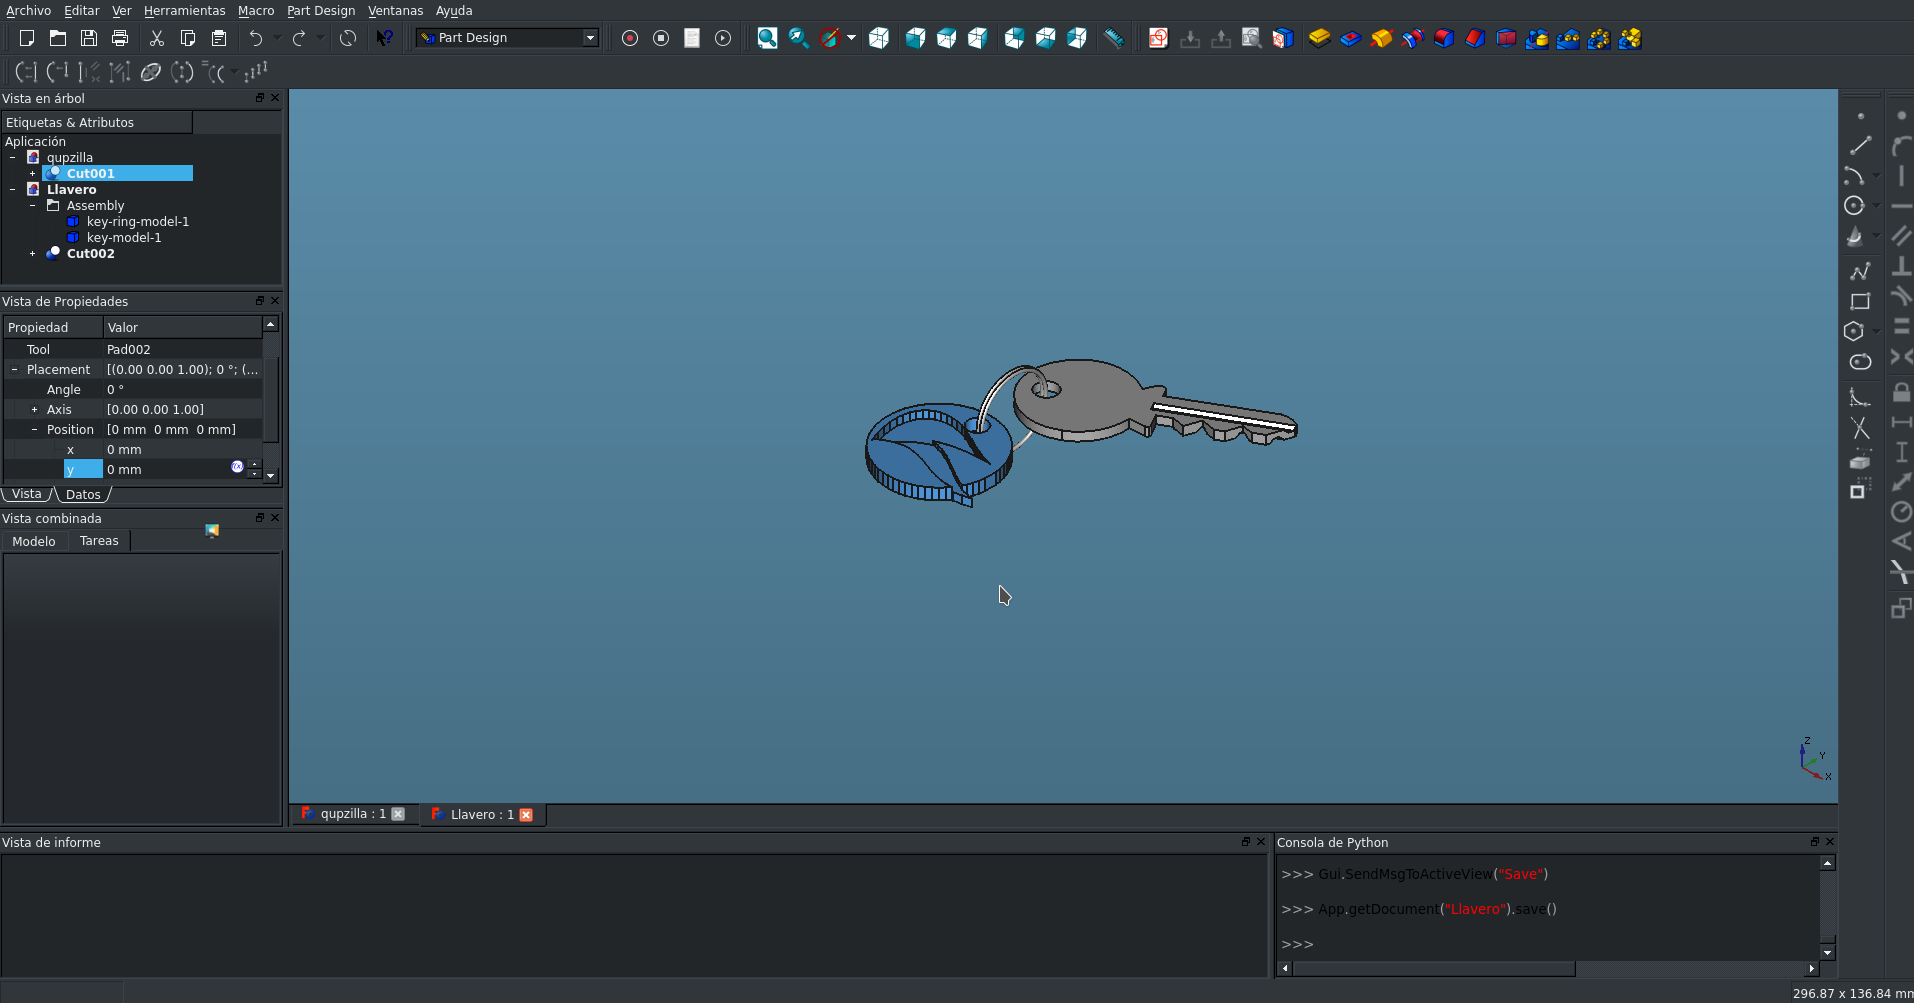 Archivo Editar Ver Herramientas Macro Part Design Ventanas Ayuda
Part Design
Vista en árbol
Etiquetas & Atributos
Aplicación
qupzilla
Cut001
Llavero
Assembly
key-ring-model-1
key-model-1
Cut002
Vista de Propiedades
Propiedad Valor
Tool Pad002
Placement [(0.00 0.00 1.00); 0 °; (...
Angle 0 °
Axis [0.00 0.00 1.00]
Position [0 mm 0 mm 0 mm]
x 0 mm
y 0 mm
Vista Datos
Vista combinada
Modelo Tareas
Z
Y
X
qupzilla : 1 Llavero : 1
Vista de informe
Consola de Python
>>> Gui.SendMsgToActiveView("Save")
>>> App.getDocument("Llavero").save()
>>>
296.87 x 136.84 mm